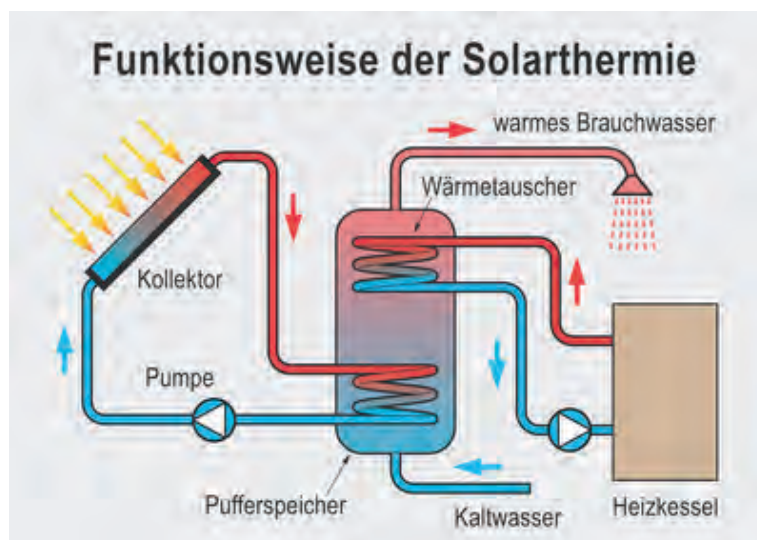 Funktionsweise der Solarthermie
warmes Brauchwasser
Wärmetauscher
Kollektor
Pumpe
Pufferspeicher
Kaltwasser
Heizkessel